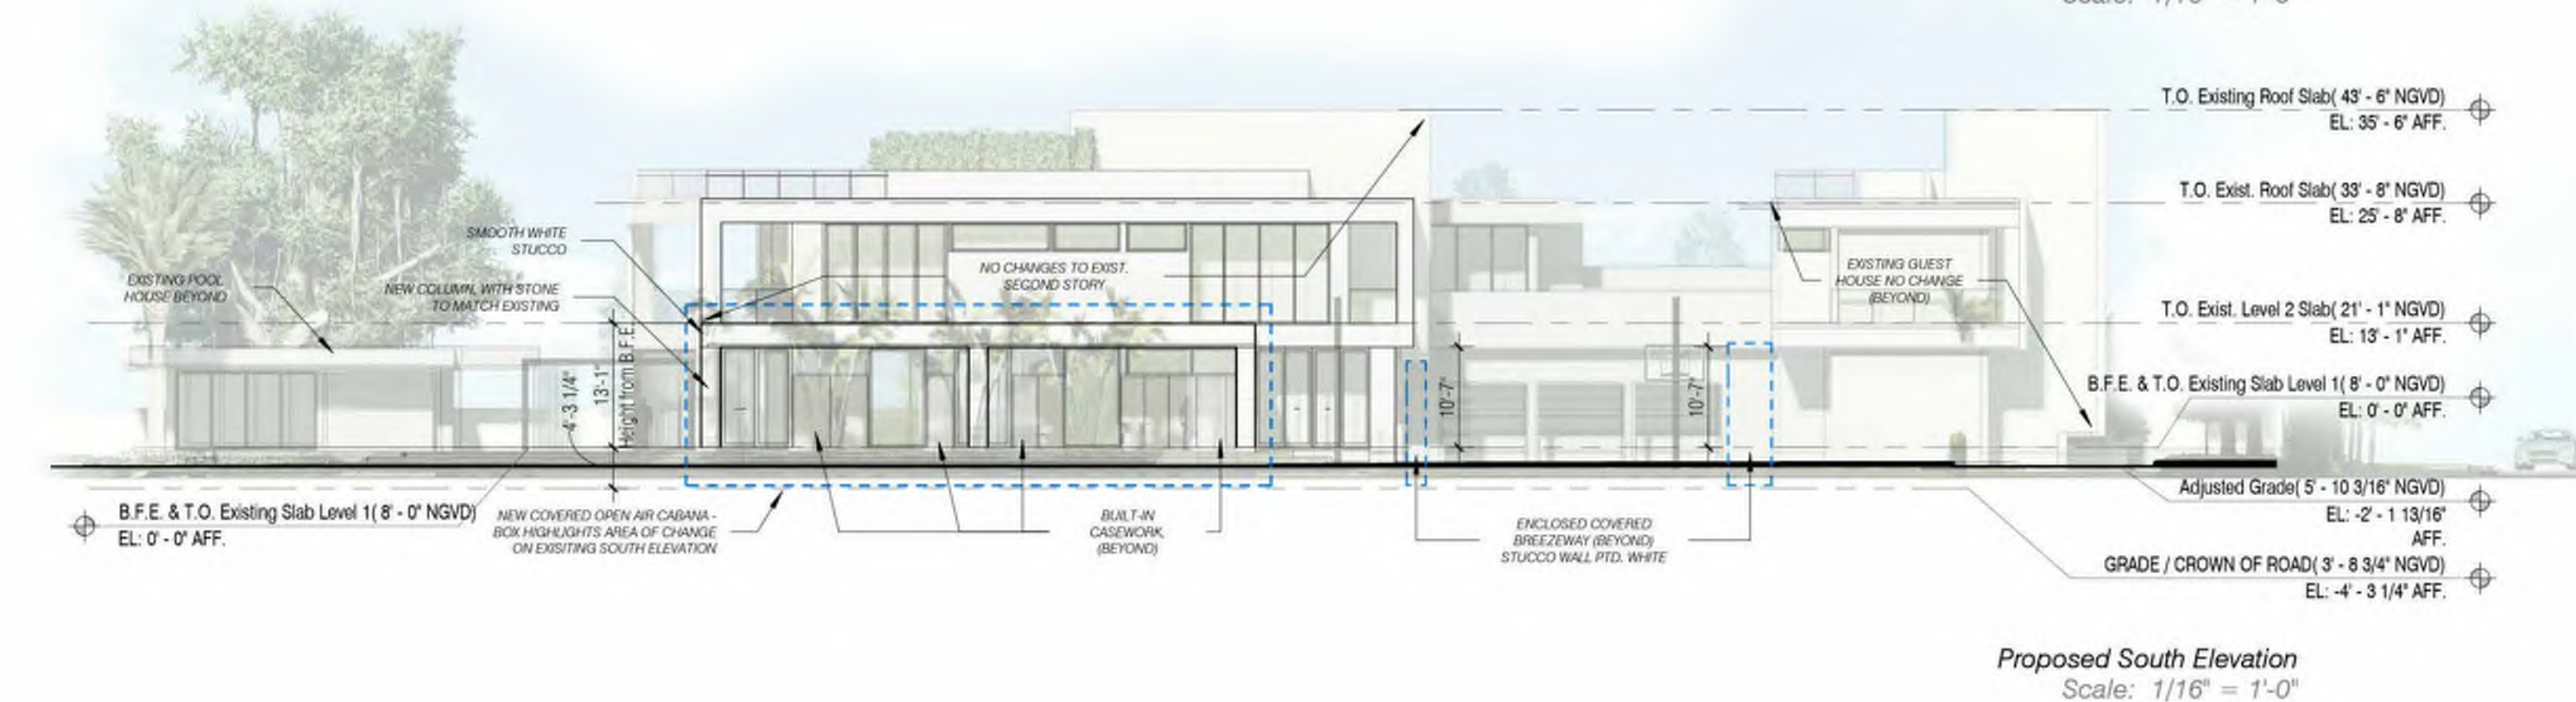 T.O. Existing Roof Slab( 43' - 6" NGVD)
EL: 35' - 6" AFF.
T.O. Exist. Roof Slab( 33' - 8" NGVD)
EL: 25' - 8" AFF.
SMOOTH WHITE
STUCCO
EXISTING POOL
HOUSE BEYOND
NEW COLUMN, WITH STONE
TO MATCH EXISTING
NO CHANGES TO EXIST.
SECOND STORY
EXISTING GUEST
HOUSE NO CHANGE
(BEYOND)
T.O. Exist. Level 2 Slab( 21' - 1" NGVD)
EL: 13' - 1" AFF.
4'-3 1/4"
13'-1"
Height from B.F.E.
10'-7"
10'-7"
B.F.E. & T.O. Existing Slab Level 1( 8' - 0" NGVD)
EL: 0' - 0" AFF.
B.F.E. & T.O. Existing Slab Level 1( 8' - 0" NGVD)
EL: 0' - 0" AFF.
NEW COVERED OPEN AIR CABANA -
BOX HIGHLIGHTS AREA OF CHANGE
ON EXISITING SOUTH ELEVATION
BUILT-IN
CASEWORK,
(BEYOND)
ENCLOSED COVERED
BREEZEWAY (BEYOND)
STUCCO WALL PTD. WHITE
Adjusted Grade( 5' - 10 3/16" NGVD)
EL: -2' - 1 13/16"
AFF.
GRADE / CROWN OF ROAD( 3' - 8 3/4" NGVD)
EL: -4' - 3 1/4" AFF.
Proposed South Elevation
Scale: 1/16" = 1'-0"